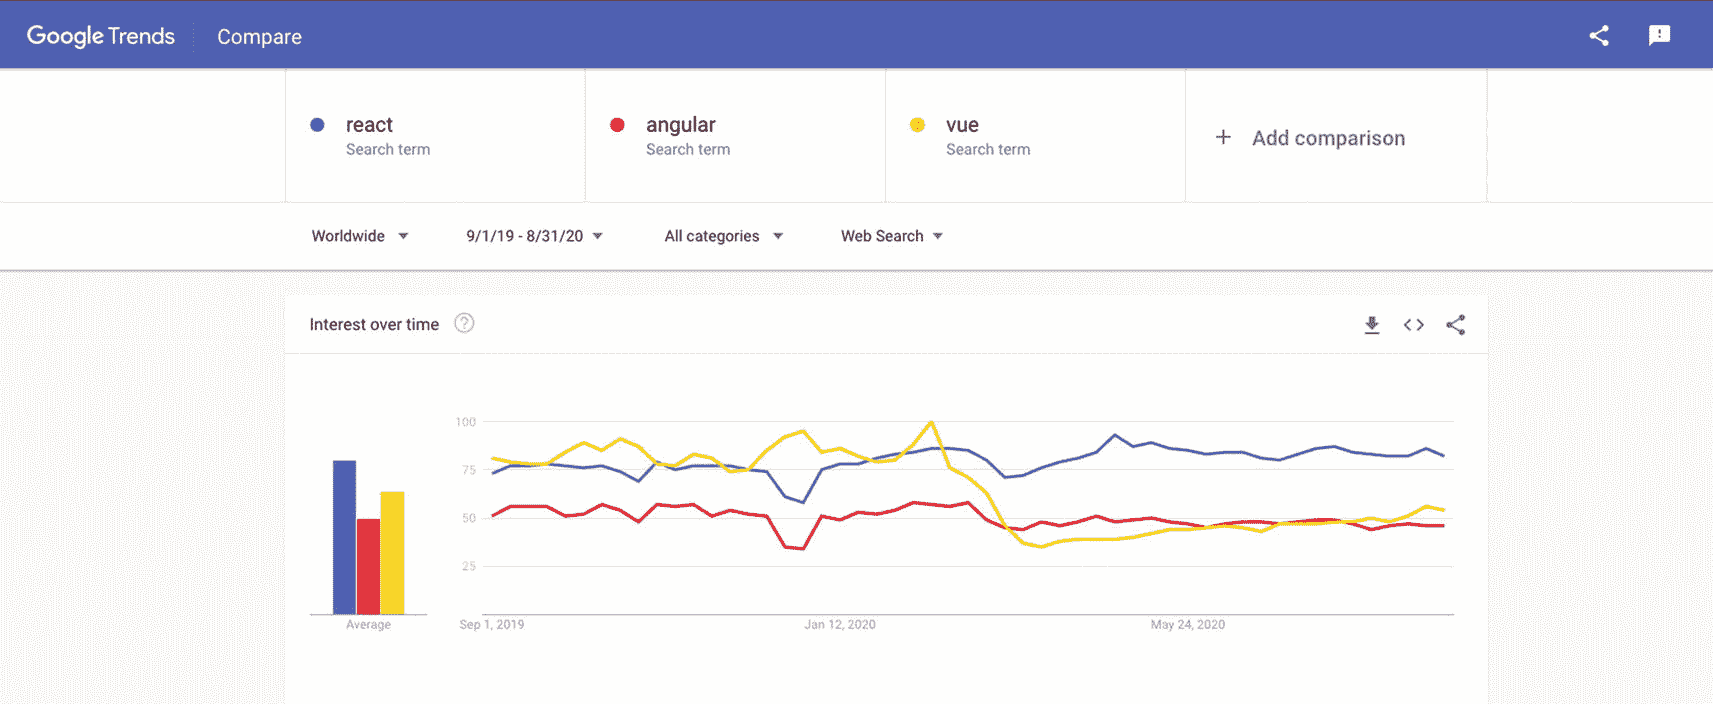 Google Trends Compare
react
Search term
angular
Search term
vue
Search term
+ Add comparison
Worldwide
9/1/19 - 8/31/20
All categories
Web Search
Interest over time ?
100
75
50
25
Average
Sep 1, 2019
Jan 12, 2020
May 24, 2020